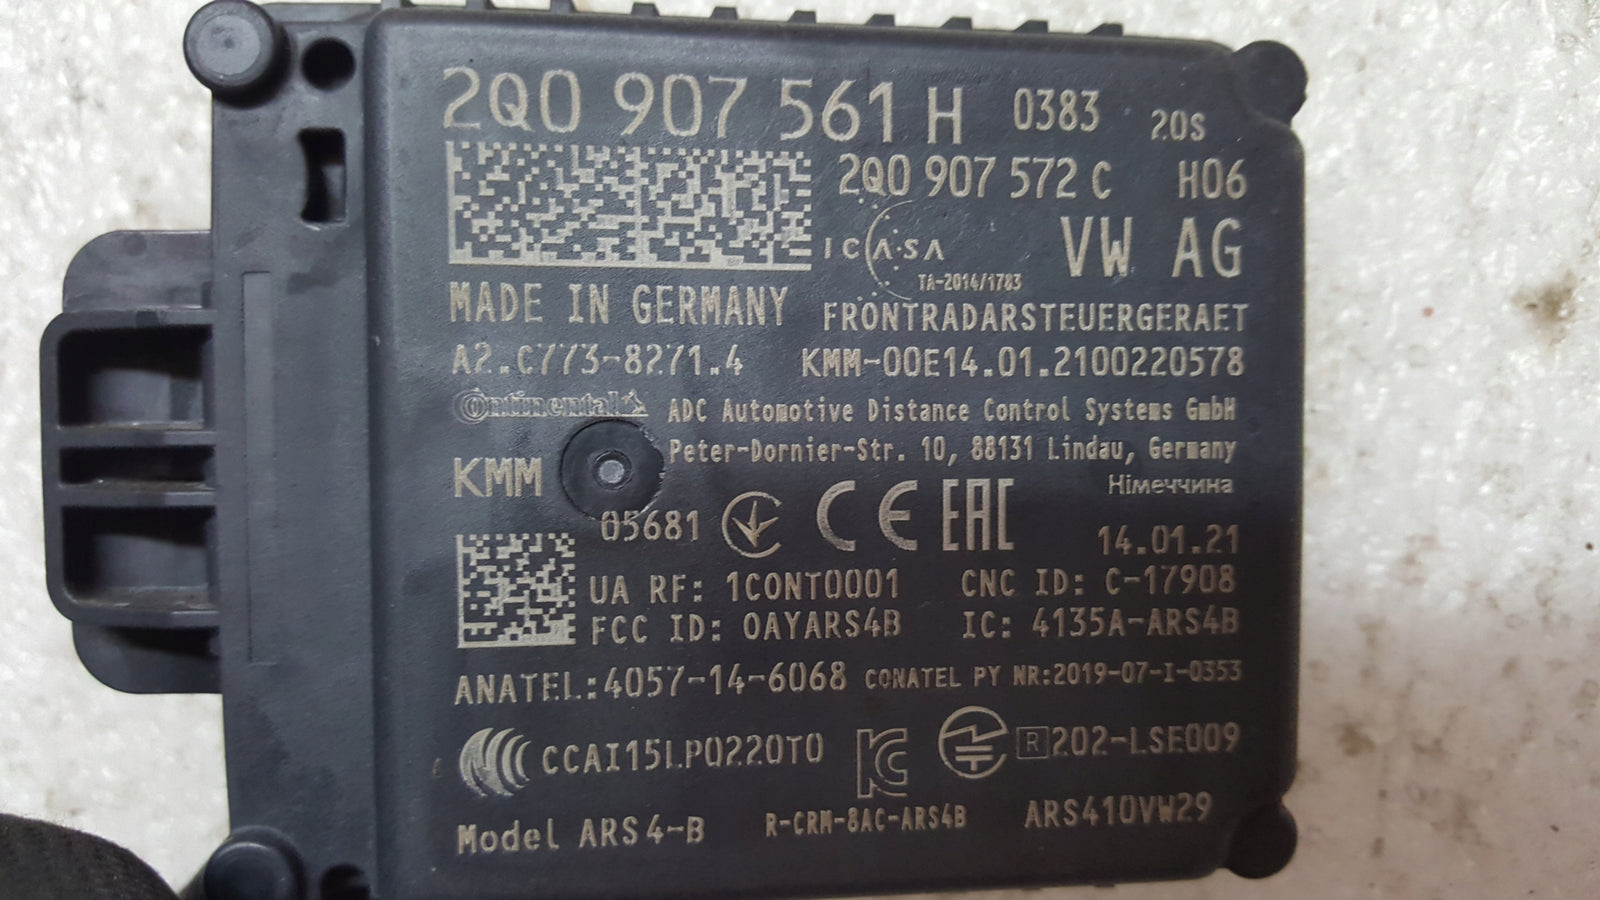 2Q0 907 561 H 0383 20S
2Q0 907 572 C H06
ICASA VW AG
TA-2014/1783
MADE IN GERMANY FRONTRADARSTEUERGERAET
A2.C773-8271.4 KMM-00E14.01.2100220578
Continental ADC Automotive Distance Control Systems GmbH
Peter-Dornier-Str. 10, 88131 Lindau, Germany
KMM Німеччина
05681 CE EAC 14.01.21
UA RF: 1CONT0001 CNC ID: C-17908
FCC ID: OAYARS4B IC: 4135A-ARS4B
ANATEL:4057-14-6068 CONATEL PY NR:2019-07-I-0353
CCAI15LP0220T0 KC R 202-LSE009
Model ARS4-B R-CRM-8AC-ARS4B ARS410VW29